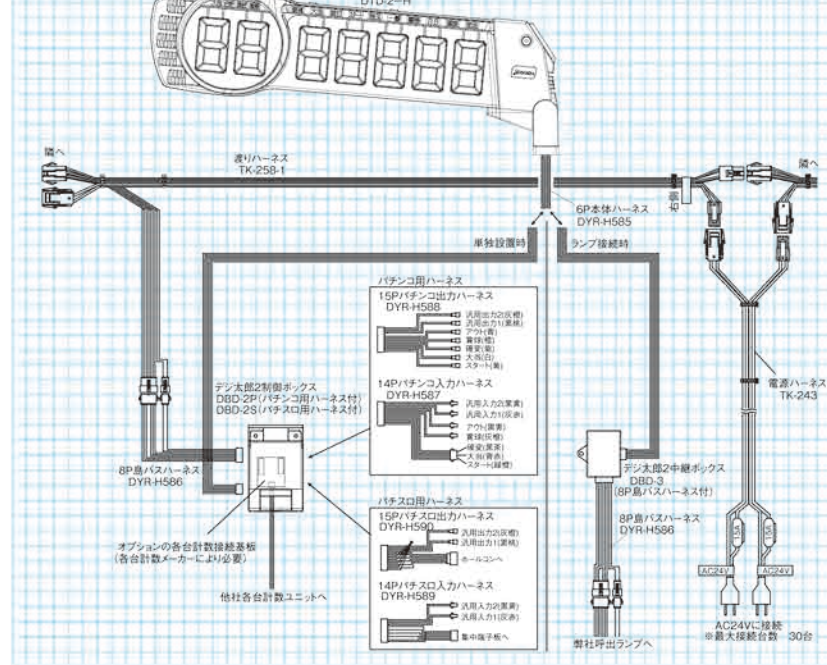 隣へ
渡りハーネス
TK-258-1
隣へ
右側
6P本体ハーネス
DYR-H585
単独設置時
ランプ接続時
パチンコ用ハーネス
15Pパチンコ出力ハーネス
DYR-H588
汎用出力2(灰橙)
汎用出力1(黒桃)
アウト(青)
賞球(橙)
確変(紫)
大当(白)
スタート(黄)
14Pパチンコ入力ハーネス
DYR-H587
汎用入力2(黒黄)
汎用入力1(灰赤)
アウト(黒青)
賞球(灰橙)
確変(黒茶)
大当(青赤)
スタート(緑橙)
デジ太郎2制御ボックス
DBD-2P(パチンコ用ハーネス付)
DBD-2S(パチスロ用ハーネス付)
8P島バスハーネス
DYR-H586
オプションの各台計数接続基板
(各台計数メーカーにより必要)
他社各台計数ユニットへ
パチスロ用ハーネス
15Pパチスロ出力ハーネス
DYR-H590
汎用出力2(灰橙)
汎用出力1(黒桃)
ホールコンへ
14Pパチスロ入力ハーネス
DYR-H589
汎用入力2(黒黄)
汎用入力1(灰赤)
集中端子板へ
デジ太郎2中継ボックス
DBD-3
(8P島バスハーネス付)
8P島バスハーネス
DYR-H586
弊社呼出ランプへ
電源ハーネス
TK-243
15A
15A
AC24V
AC24V
AC24Vに接続
※最大接続台数 30台